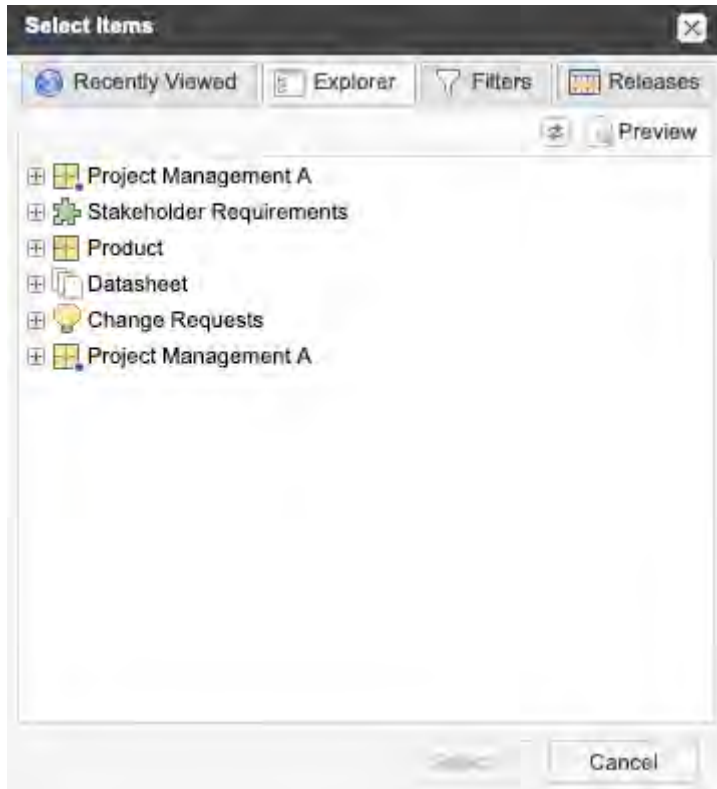 Select Items
Recently Viewed Explorer Filters Releases
Preview
Project Management A
Stakeholder Requirements
Product
Datasheet
Change Requests
Project Management A
Cancel